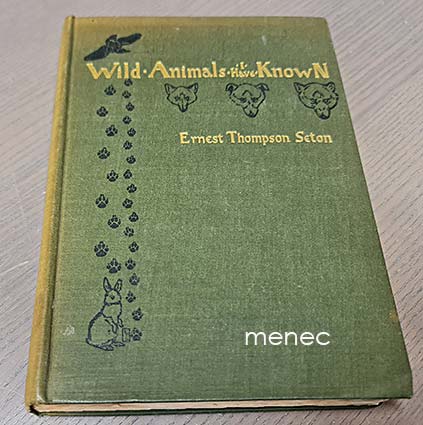 Wild·Animals·I·Have·KnowN
Ernest Thompson Seton
menec